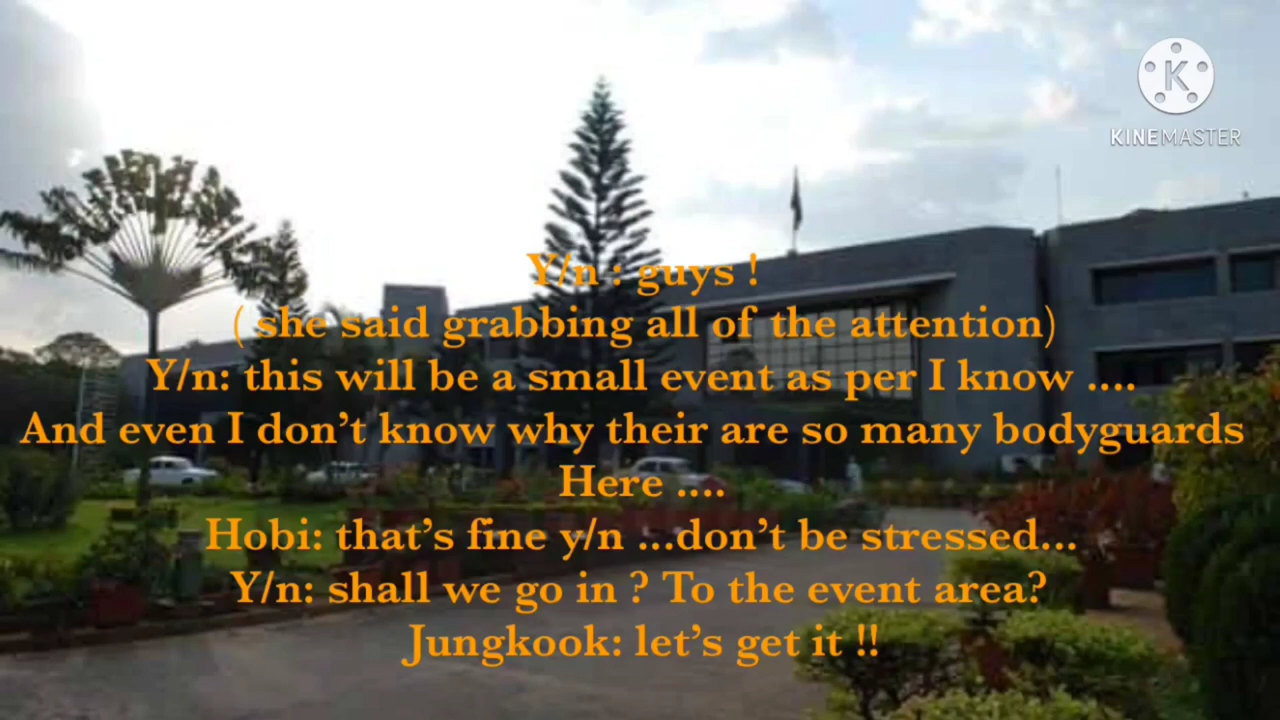 KINEMASTER
Y/n : guys !
( she said grabbing all of the attention)
Y/n: this will be a small event as per I know ....
And even I don’t know why their are so many bodyguards
Here ....
Hobi: that’s fine y/n ...don’t be stressed...
Y/n: shall we go in ? To the event area?
Jungkook: let’s get it !!